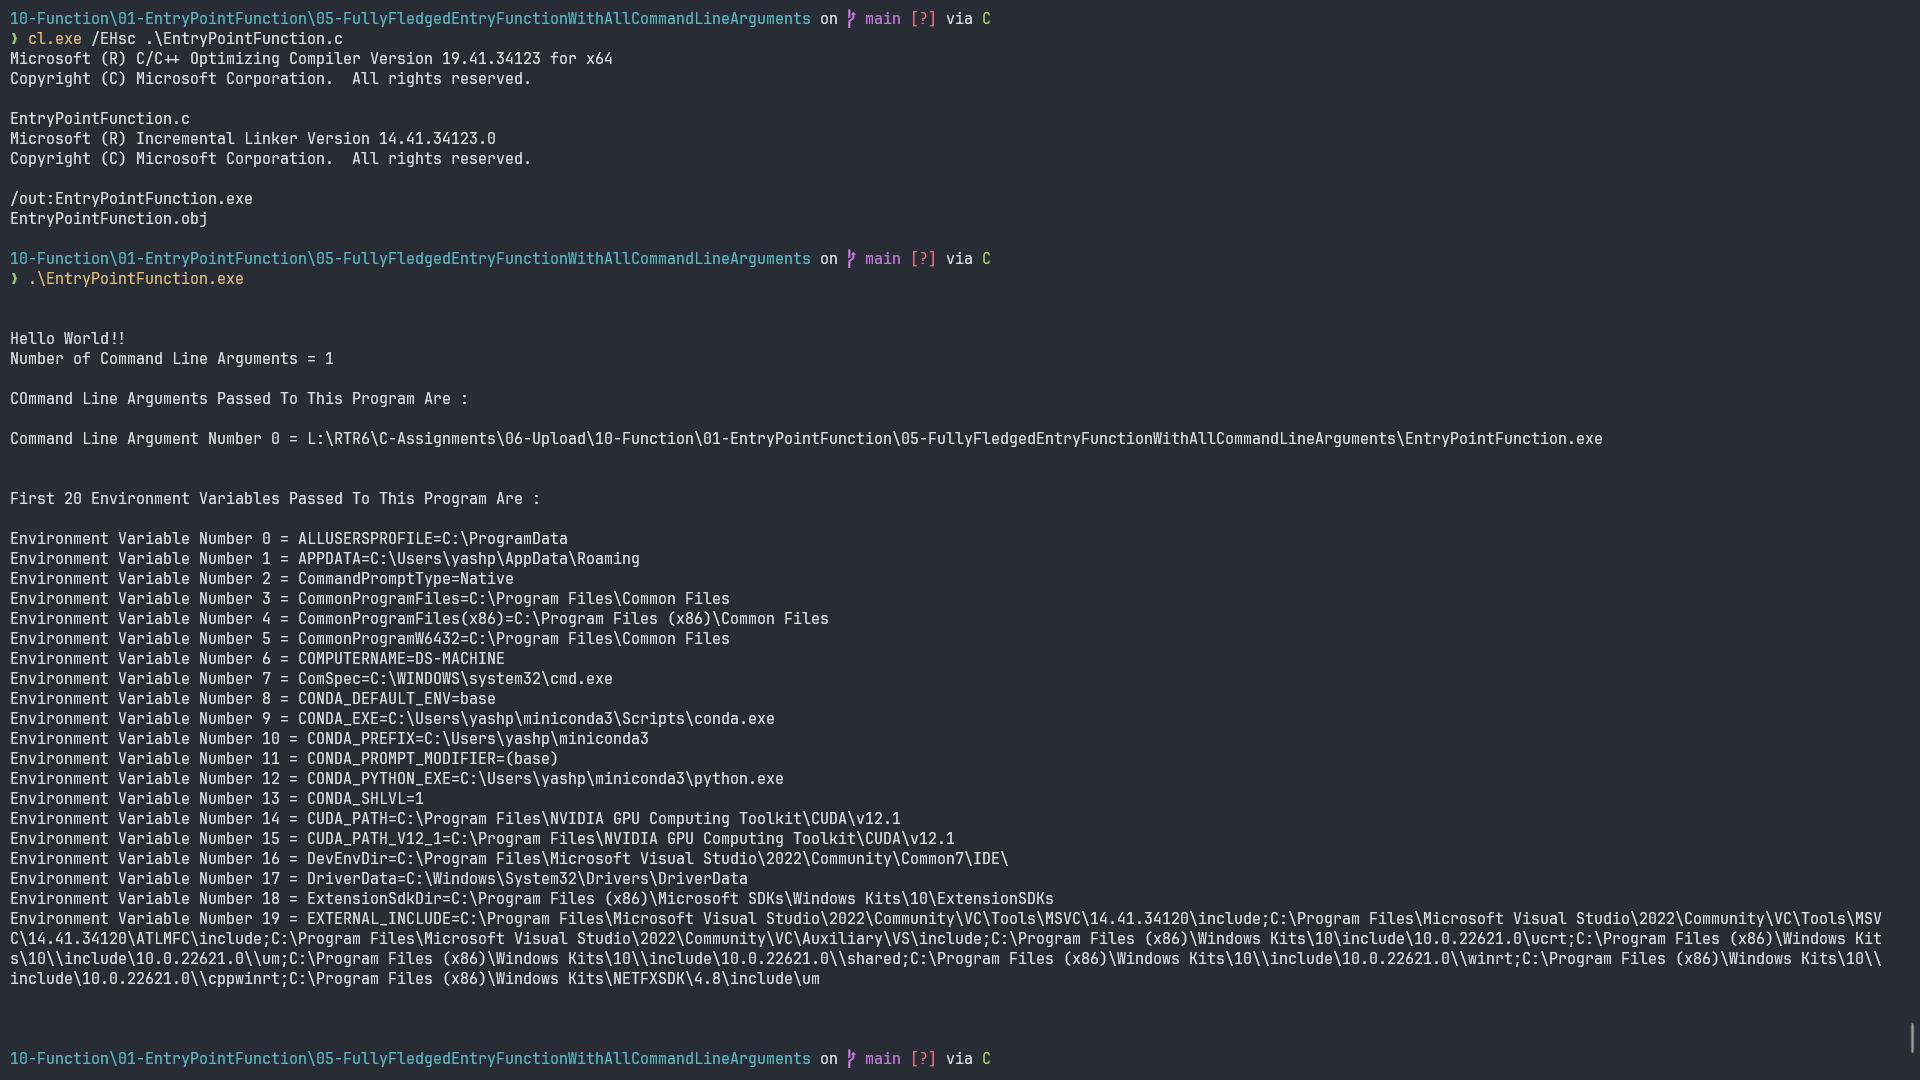 10-Function\01-EntryPointFunction\05-FullyFledgedEntryFunctionWithAllCommandLineArguments on main [?] via C
❯ cl.exe /EHsc .\EntryPointFunction.c
Microsoft (R) C/C++ Optimizing Compiler Version 19.41.34123 for x64
Copyright (C) Microsoft Corporation.  All rights reserved.

EntryPointFunction.c
Microsoft (R) Incremental Linker Version 14.41.34123.0
Copyright (C) Microsoft Corporation.  All rights reserved.

/out:EntryPointFunction.exe
EntryPointFunction.obj

10-Function\01-EntryPointFunction\05-FullyFledgedEntryFunctionWithAllCommandLineArguments on main [?] via C
❯ .\EntryPointFunction.exe

Hello World!!
Number of Command Line Arguments = 1

COmmand Line Arguments Passed To This Program Are :

Command Line Argument Number 0 = L:\RTR6\C-Assignments\06-Upload\10-Function\01-EntryPointFunction\05-FullyFledgedEntryFunctionWithAllCommandLineArguments\EntryPointFunction.exe

First 20 Environment Variables Passed To This Program Are :

Environment Variable Number 0 = ALLUSERSPROFILE=C:\ProgramData
Environment Variable Number 1 = APPDATA=C:\Users\yashp\AppData\Roaming
Environment Variable Number 2 = CommandPromptType=Native
Environment Variable Number 3 = CommonProgramFiles=C:\Program Files\Common Files
Environment Variable Number 4 = CommonProgramFiles(x86)=C:\Program Files (x86)\Common Files
Environment Variable Number 5 = CommonProgramW6432=C:\Program Files\Common Files
Environment Variable Number 6 = COMPUTERNAME=DS-MACHINE
Environment Variable Number 7 = ComSpec=C:\WINDOWS\system32\cmd.exe
Environment Variable Number 8 = CONDA_DEFAULT_ENV=base
Environment Variable Number 9 = CONDA_EXE=C:\Users\yashp\miniconda3\Scripts\conda.exe
Environment Variable Number 10 = CONDA_PREFIX=C:\Users\yashp\miniconda3
Environment Variable Number 11 = CONDA_PROMPT_MODIFIER=(base)
Environment Variable Number 12 = CONDA_PYTHON_EXE=C:\Users\yashp\miniconda3\python.exe
Environment Variable Number 13 = CONDA_SHLVL=1
Environment Variable Number 14 = CUDA_PATH=C:\Program Files\NVIDIA GPU Computing Toolkit\CUDA\v12.1
Environment Variable Number 15 = CUDA_PATH_V12_1=C:\Program Files\NVIDIA GPU Computing Toolkit\CUDA\v12.1
Environment Variable Number 16 = DevEnvDir=C:\Program Files\Microsoft Visual Studio\2022\Community\Common7\IDE\
Environment Variable Number 17 = DriverData=C:\Windows\System32\Drivers\DriverData
Environment Variable Number 18 = ExtensionSdkDir=C:\Program Files (x86)\Microsoft SDKs\Windows Kits\10\ExtensionSDKs
Environment Variable Number 19 = EXTERNAL_INCLUDE=C:\Program Files\Microsoft Visual Studio\2022\Community\VC\Tools\MSVC\14.41.34120\include;C:\Program Files\Microsoft Visual Studio\2022\Community\VC\Tools\MSV
C\14.41.34120\ATLMFC\include;C:\Program Files\Microsoft Visual Studio\2022\Community\VC\Auxiliary\VS\include;C:\Program Files (x86)\Windows Kits\10\include\10.0.22621.0\ucrt;C:\Program Files (x86)\Windows Kit
s\10\\include\10.0.22621.0\\um;C:\Program Files (x86)\Windows Kits\10\\include\10.0.22621.0\\shared;C:\Program Files (x86)\Windows Kits\10\\include\10.0.22621.0\\winrt;C:\Program Files (x86)\Windows Kits\10\\
include\10.0.22621.0\\cppwinrt;C:\Program Files (x86)\Windows Kits\NETFXSDK\4.8\include\um

10-Function\01-EntryPointFunction\05-FullyFledgedEntryFunctionWithAllCommandLineArguments on main [?] via C